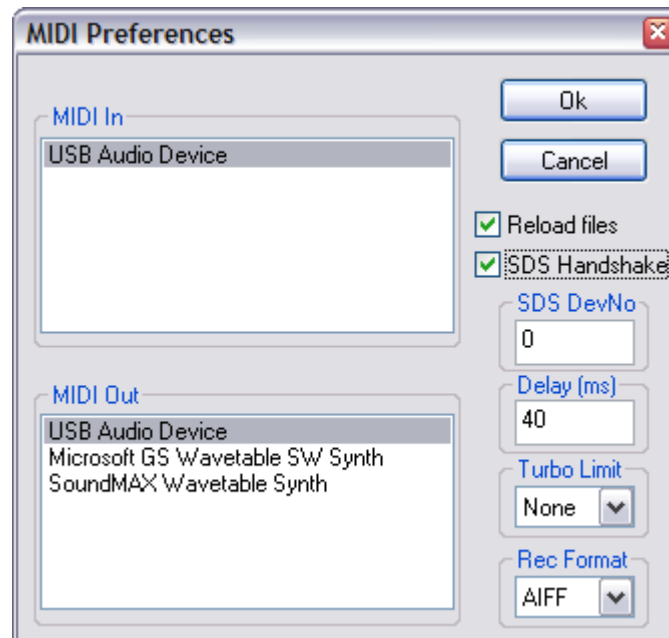 MIDI Preferences
MIDI In
USB Audio Device
Ok
Cancel
Reload files
SDS Handshake
SDS DevNo
0
Delay (ms)
40
Turbo Limit
None
Rec Format
AIFF
MIDI Out
USB Audio Device
Microsoft GS Wavetable SW Synth
SoundMAX Wavetable Synth